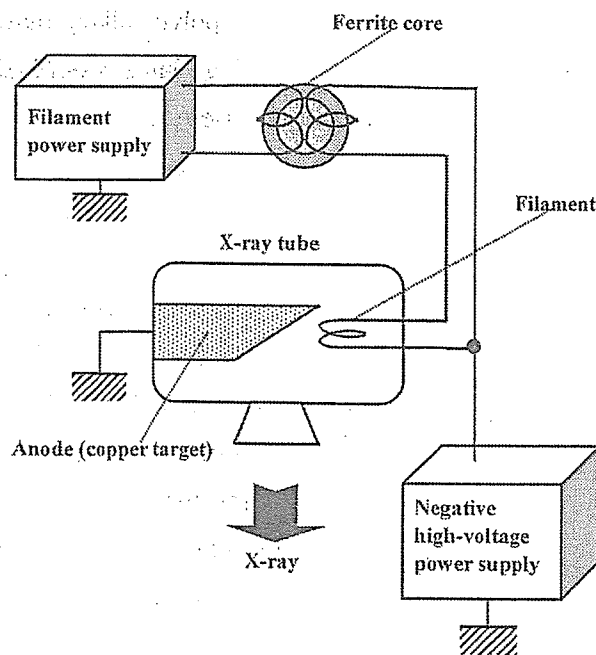 Ferrite core
Filament
power supply
Filament
X-ray tube
Anode (copper target)
X-ray
Negative
high-voltage
power supply